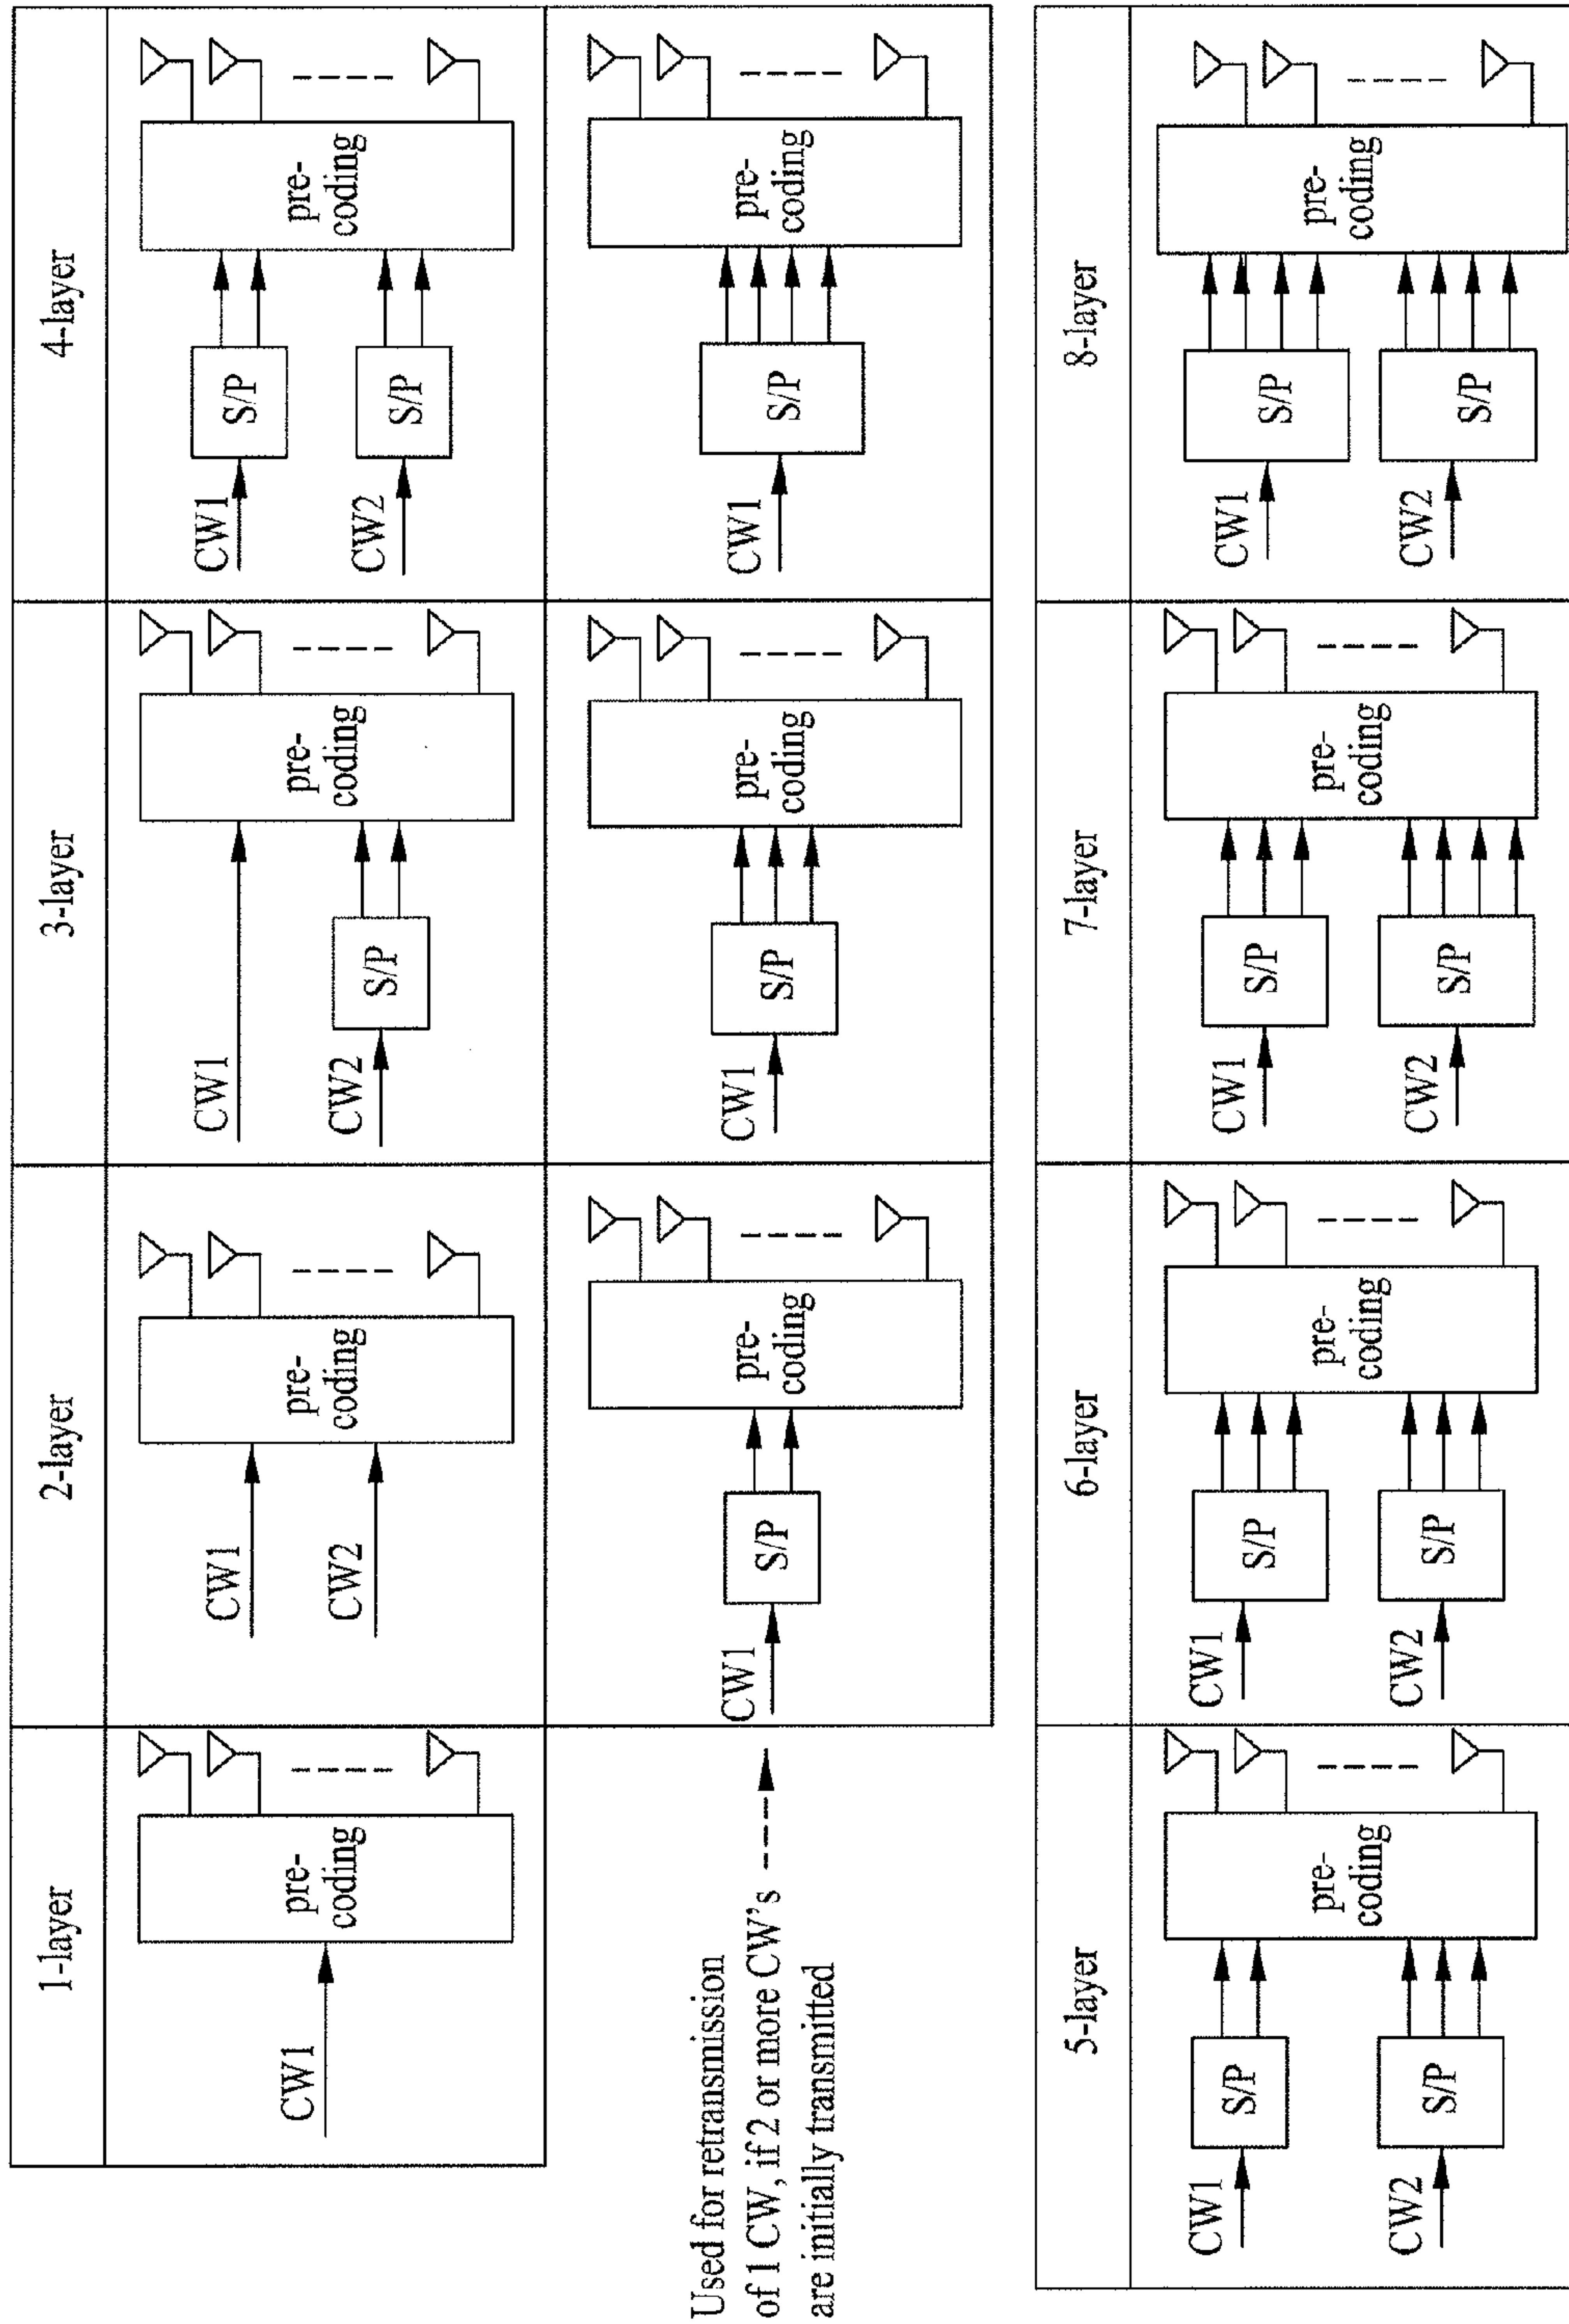 1-layer
2-layer
3-layer
4-layer
CW1
pre-
coding
CW1
CW2
pre-
coding
CW1
CW2
S/P
pre-
coding
CW1
CW2
S/P
S/P
pre-
coding
Used for retransmission
of 1 CW, if 2 or more CW's
are initially transmitted
CW1
S/P
pre-
coding
CW1
S/P
pre-
coding
CW1
S/P
pre-
coding
5-layer
6-layer
7-layer
8-layer
CW1
CW2
S/P
S/P
pre-
coding
CW1
CW2
S/P
S/P
pre-
coding
CW1
CW2
S/P
S/P
pre-
coding
CW1
CW2
S/P
S/P
pre-
coding